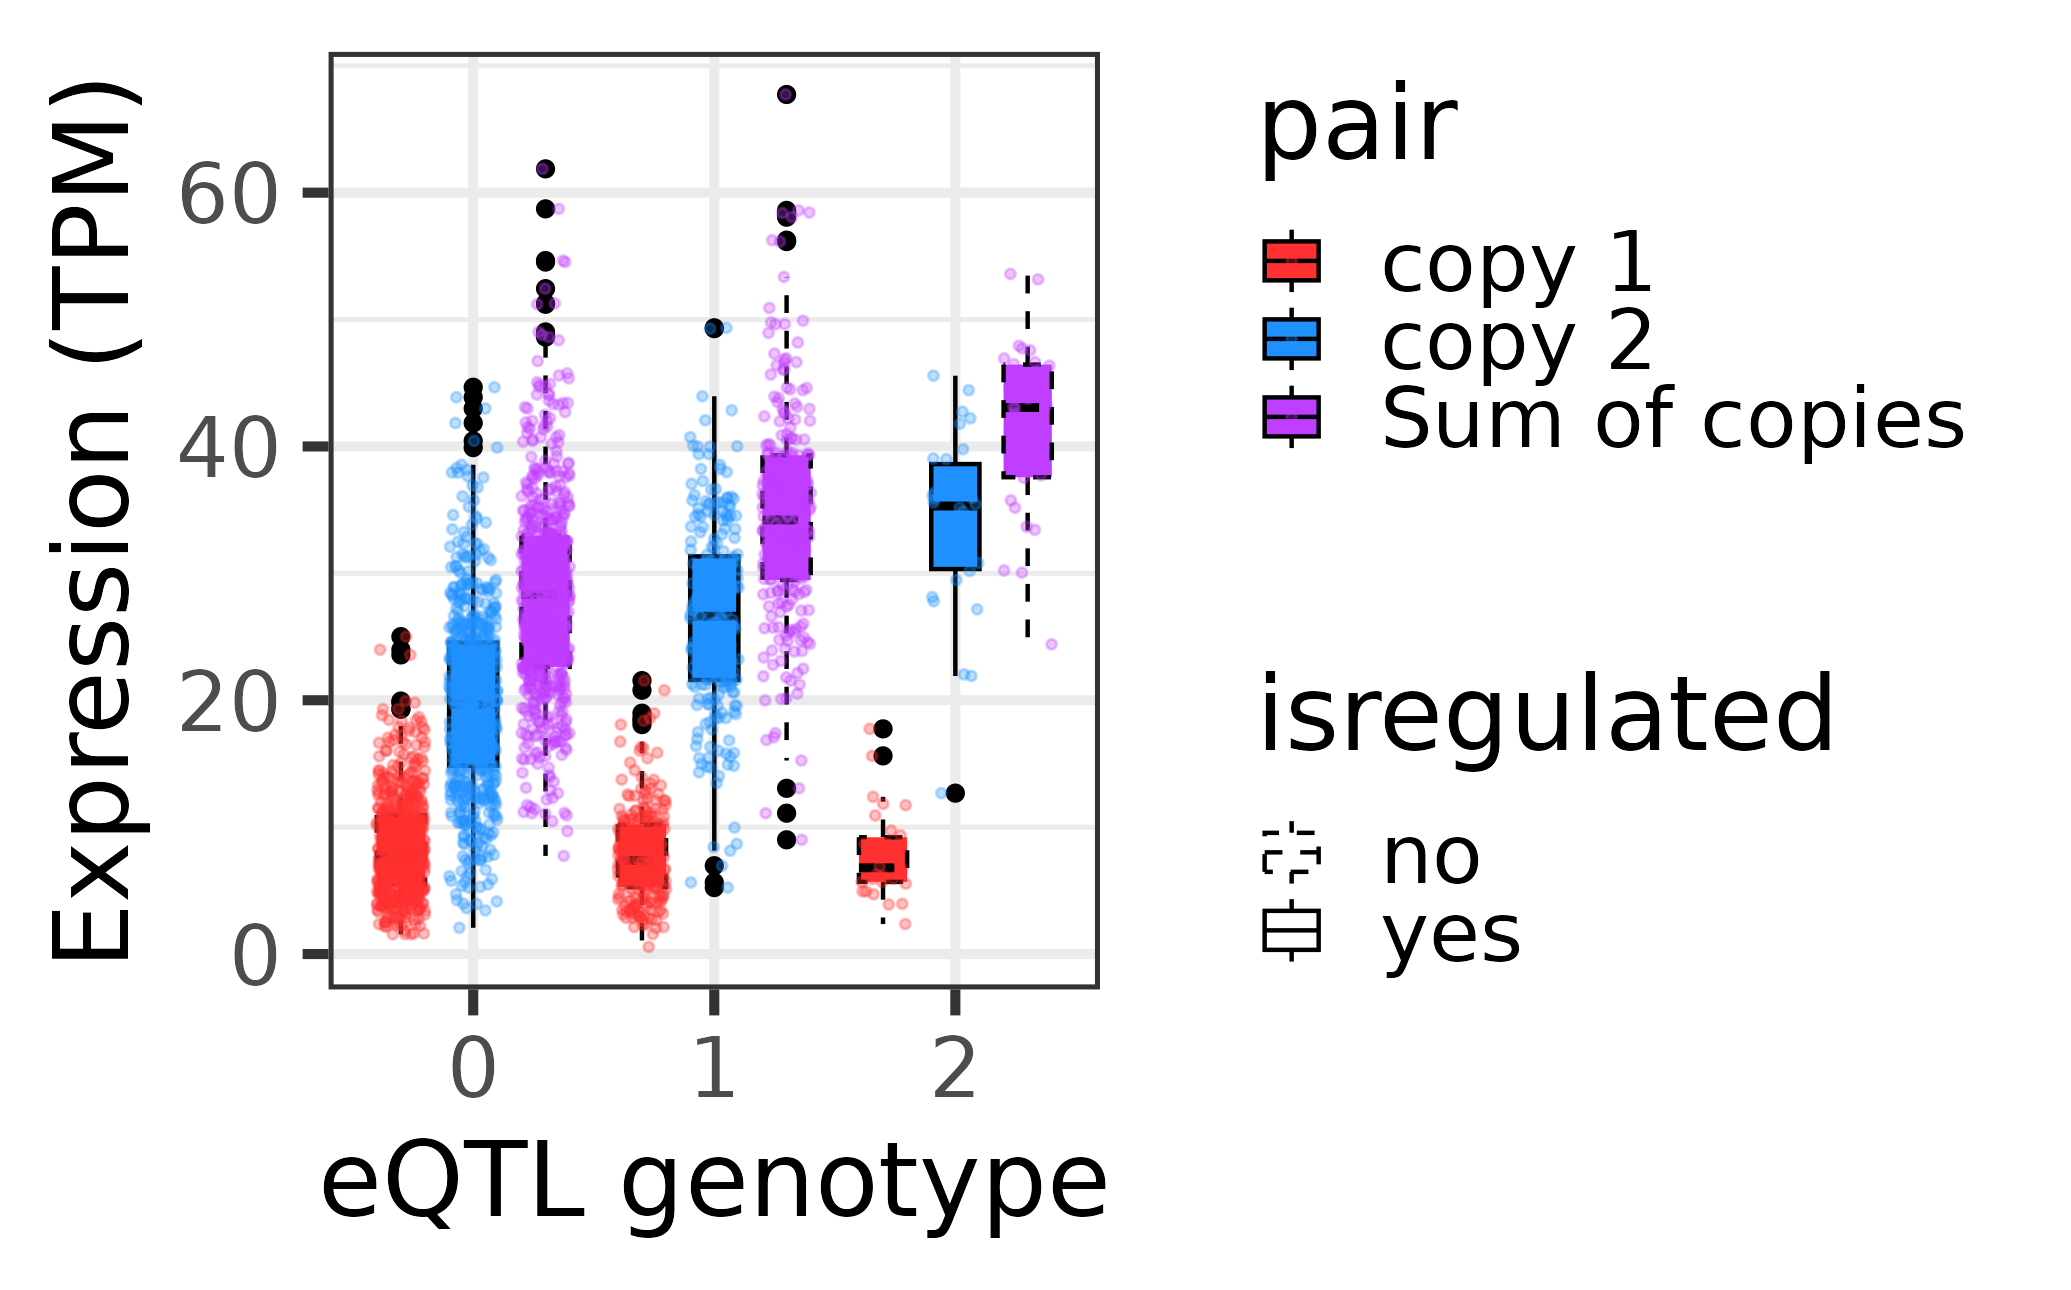 Expression (TPM)
60
40
20
0
0 1 2
eQTL genotype
pair
copy 1
copy 2
Sum of copies
isregulated
no
yes